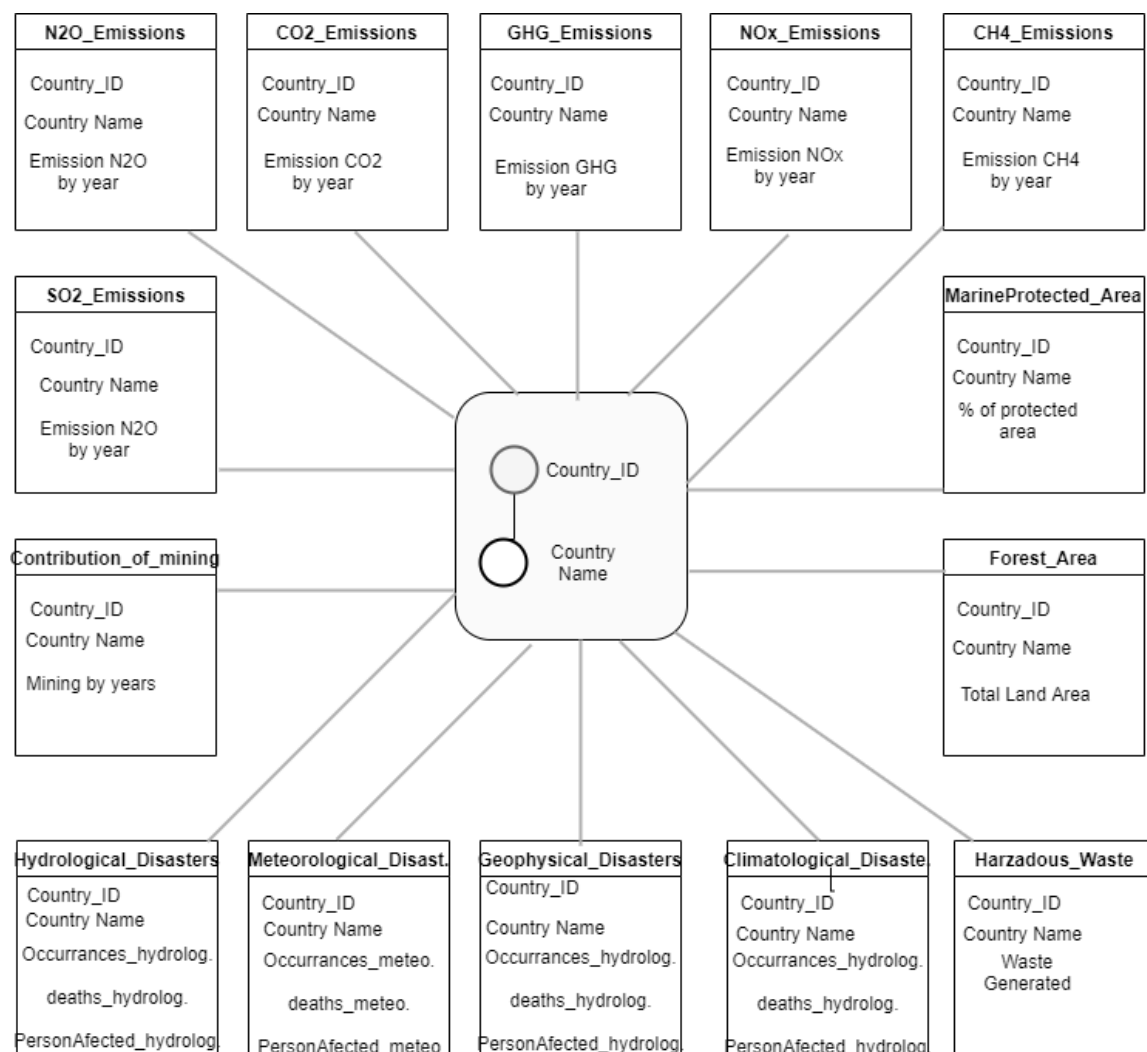 N2O_Emissions
Country_ID
Country Name
Emission N2O
by year
CO2_Emissions
Country_ID
Country Name
Emission CO2
by year
GHG_Emissions
Country_ID
Country Name
Emission GHG
by year
NOx_Emissions
Country_ID
Country Name
Emission NOx
by year
CH4_Emissions
Country_ID
Country Name
Emission CH4
by year
SO2_Emissions
Country_ID
Country Name
Emission N2O
by year
Country_ID
Country
Name
MarineProtected_Area
Country_ID
Country Name
% of protected
area
Contribution_of_mining
Country_ID
Country Name
Mining by years
Forest_Area
Country_ID
Country Name
Total Land Area
Hydrological_Disasters
Country_ID
Country Name
Occurrances_hydrolog.
deaths_hydrolog.
PersonAfected_hydrolog.
Meteorological_Disast.
Country_ID
Country Name
Occurrances_meteo.
deaths_meteo.
PersonAfected_meteo
Geophysical_Disasters
Country_ID
Country Name
Occurrances_hydrolog.
deaths_hydrolog.
PersonAfected_hydrolog.
Climatological_Disaste.
Country_ID
Country Name
Occurrances_hydrolog.
deaths_hydrolog.
PersonAfected_hydrolog
Harzadous_Waste
Country_ID
Country Name
Waste
Generated